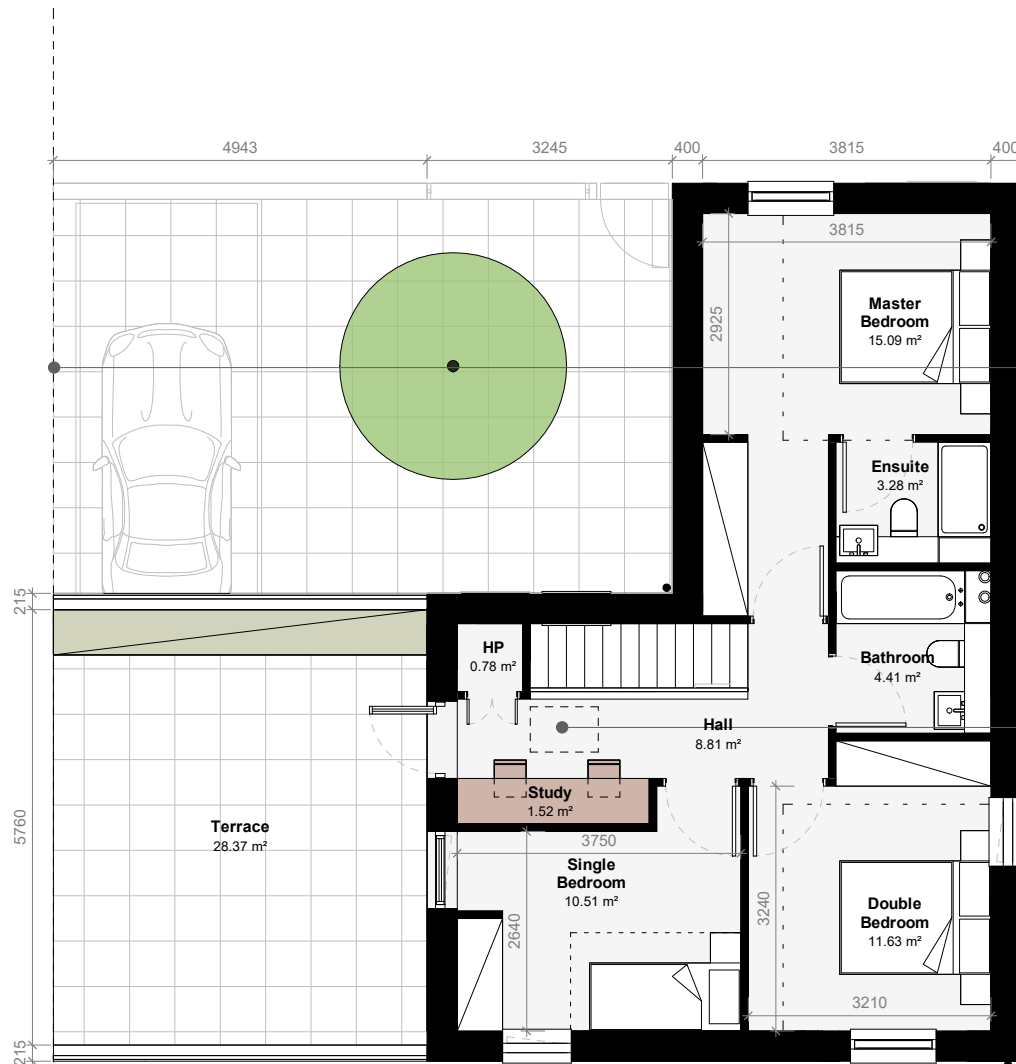 4943
3245
400
3815
400
3815
2925
Master
Bedroom
15.09 m²
Ensuite
3.28 m²
215
HP
0.78 m²
Bathroom
4.41 m²
Hall
8.81 m²
Study
1.52 m²
Terrace
28.37 m²
5760
3750
Single
Bedroom
10.51 m²
2640
3240
Double
Bedroom
11.63 m²
3210
215